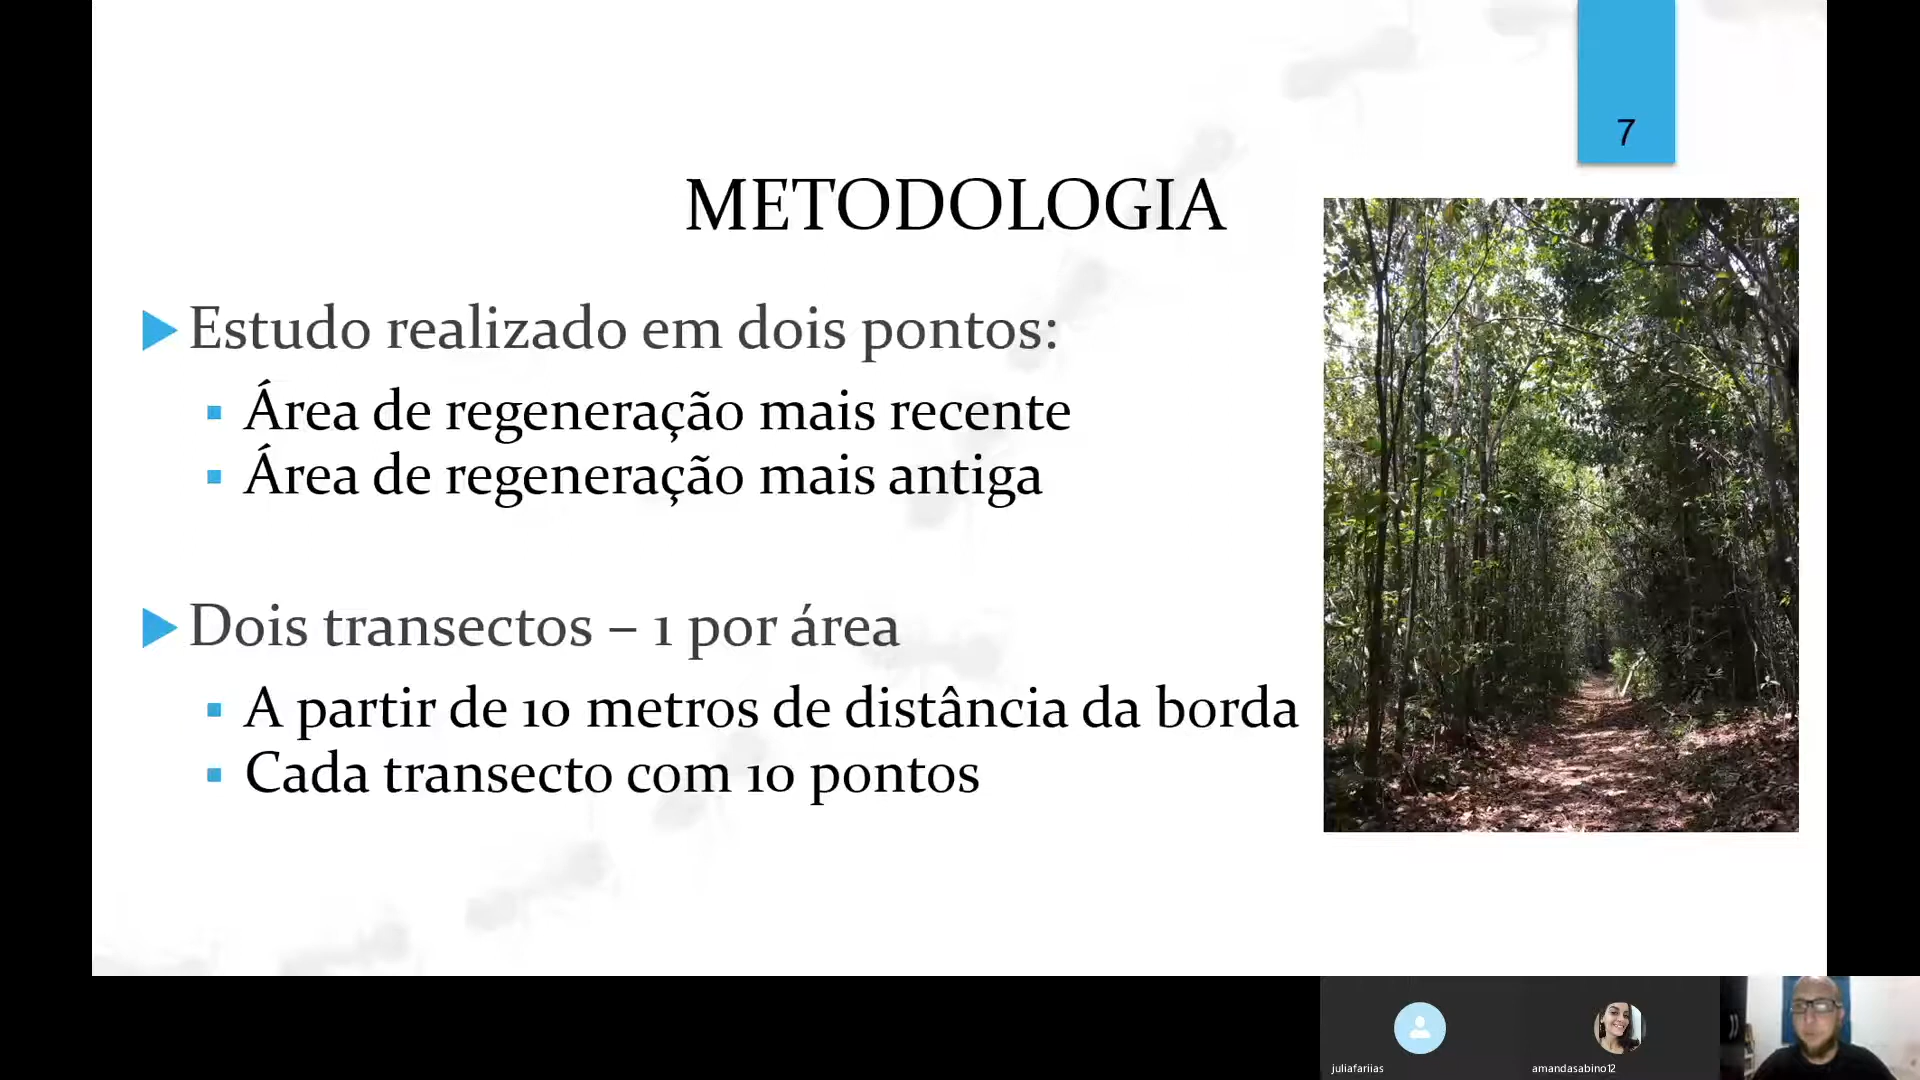 7
METODOLOGIA
Estudo realizado em dois pontos:
Área de regeneração mais recente
Área de regeneração mais antiga
Dois transectos – 1 por área
A partir de 10 metros de distância da borda
Cada transecto com 10 pontos
juliafariias
amandasabino12